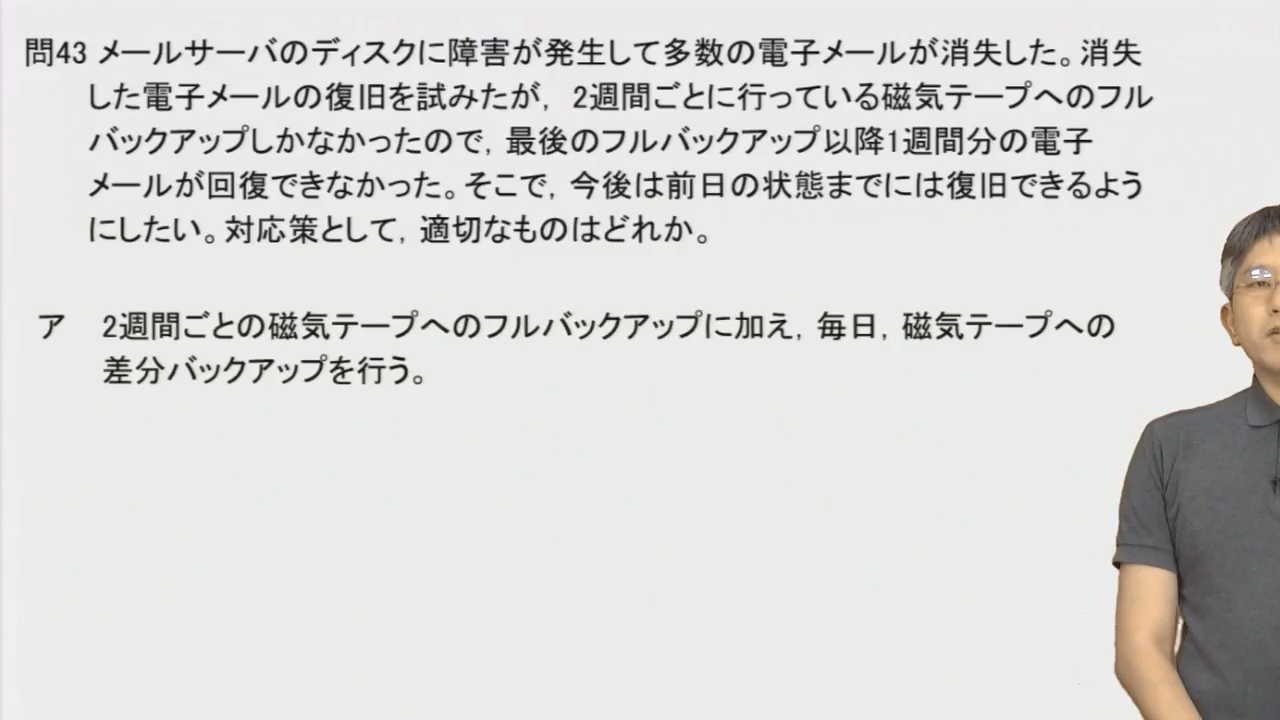 問43 メールサーバのディスクに障害が発生して多数の電子メールが消失した。消失
した電子メールの復旧を試みたが，2週間ごとに行っている磁気テープへのフル
バックアップしかなかったので，最後のフルバックアップ以降1週間分の電子
メールが回復できなかった。そこで，今後は前日の状態までには復旧できるよう
にしたい。対応策として，適切なものはどれか。
ア 2週間ごとの磁気テープへのフルバックアップに加え，毎日，磁気テープへの
差分バックアップを行う。